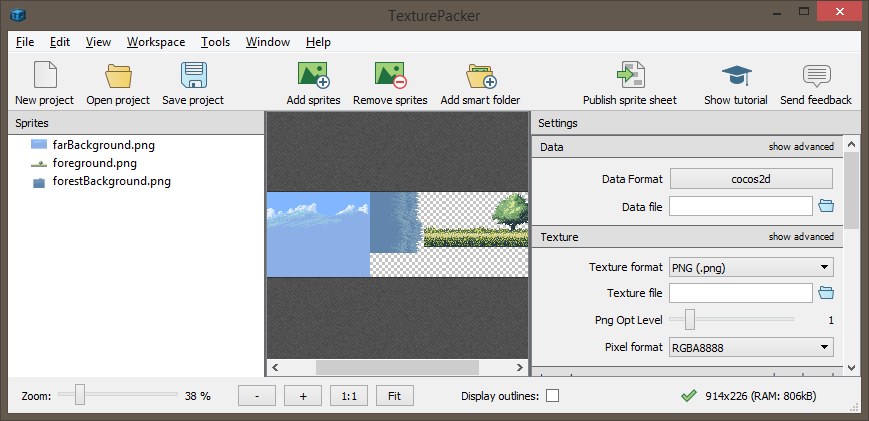 TexturePacker
File Edit View Workspace Tools Window Help
New project Open project Save project Add sprites Remove sprites Add smart folder Publish sprite sheet Show tutorial Send feedback
Sprites
farBackground.png
foreground.png
forestBackground.png
Settings
Data show advanced
Data Format cocos2d
Data file
Texture show advanced
Texture format PNG (.png)
Texture file
Png Opt Level 1
Pixel format RGBA8888
Zoom: 38 % - + 1:1 Fit Display outlines: 914x226 (RAM: 806kB)